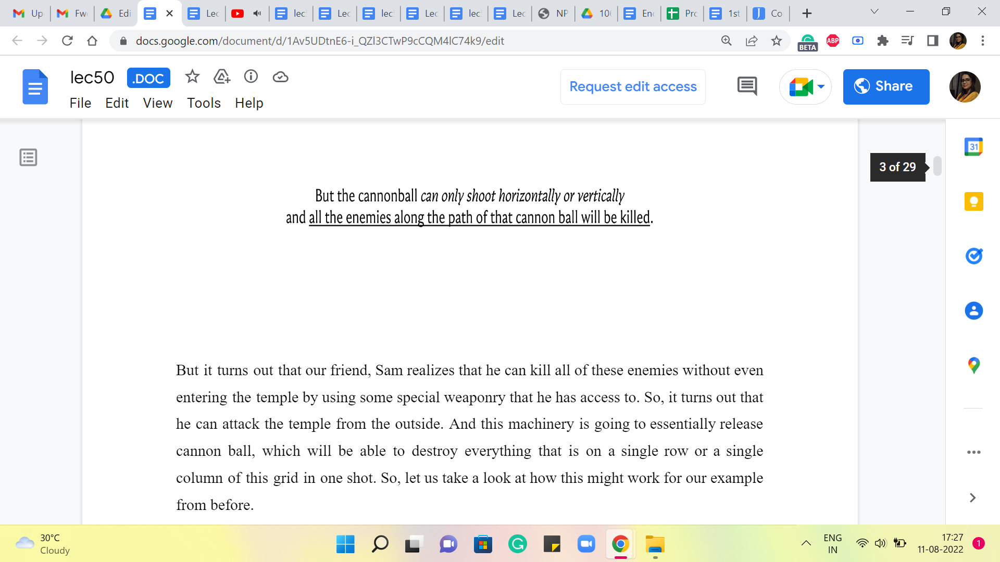 Up
Fwe
Edi
Lec
lec
Lec
lec
Lec
lec
Lec
NP
10
En
Pro
1st
Co
docs.google.com/document/d/1Av5UDtnE6-i_QZl3CTwP9cCQM4lC74k9/edit
BETA
ABP
lec50
.DOC
File Edit View Tools Help
Request edit access
Share
31
3 of 29
But the cannonball can only shoot horizontally or vertically
and all the enemies along the path of that cannon ball will be killed.
But it turns out that our friend, Sam realizes that he can kill all of these enemies without even
entering the temple by using some special weaponry that he has access to. So, it turns out that
he can attack the temple from the outside. And this machinery is going to essentially release
cannon ball, which will be able to destroy everything that is on a single row or a single
column of this grid in one shot. So, let us take a look at how this might work for our example
from before.
30°C
Cloudy
ENG
IN
17:27
11-08-2022
1